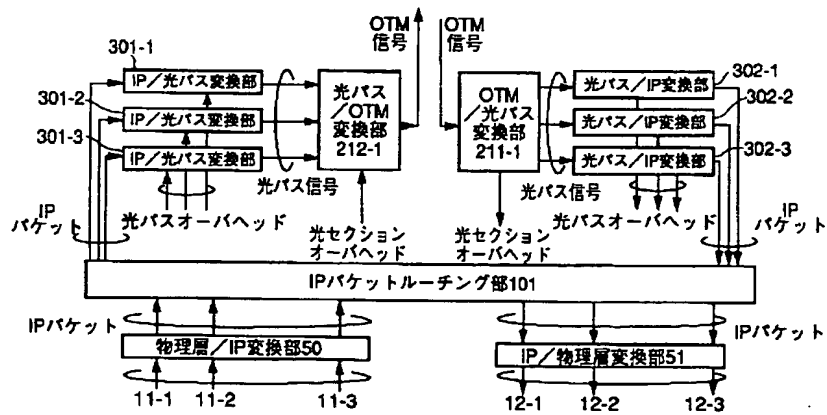 OTM
信号
OTM
信号
301-1
IP／光パス変換部
301-2
IP／光パス変換部
301-3
IP／光パス変換部
光パス
／OTM
変換部
212-1
OTM
／光パス
変換部
211-1
光パス／IP変換部
302-1
光パス／IP変換部
302-2
光パス／IP変換部
302-3
光パス信号
光パス信号
IP
パケット
光パスオーバヘッド
光セクション
オーバヘッド
光セクション
オーバヘッド
光パスオーバヘッド
IP
パケット
IPパケットルーチング部101
IPパケット
IPパケット
物理層／IP変換部50
IP／物理層変換部51
11-1
11-2
11-3
12-1
12-2
12-3